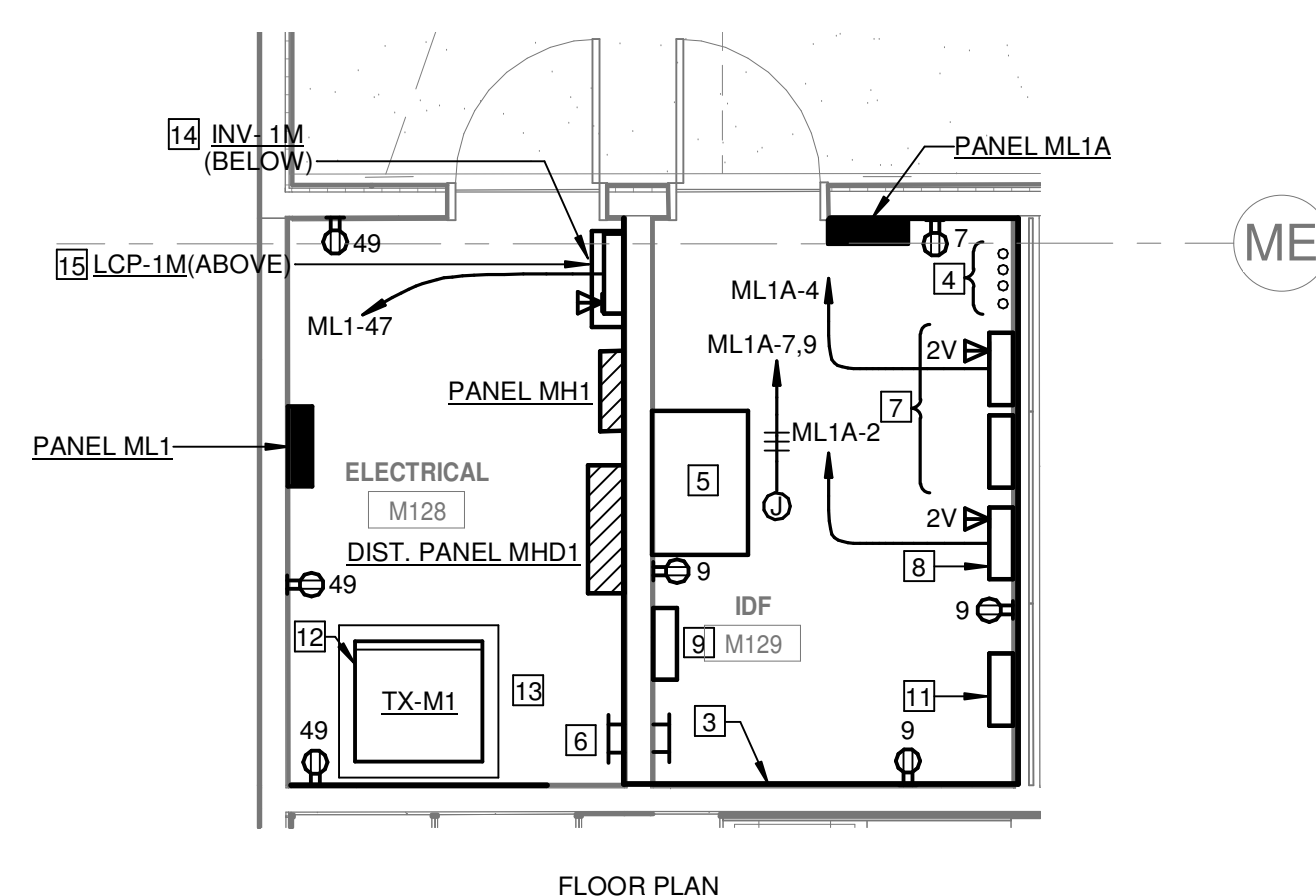 14 INV- 1M
(BELOW)
PANEL ML1A
49
7
ME
15 LCP-1M(ABOVE)
4
ML1A-4
ML1-47
ML1A-7,9
2V
PANEL MH1
7
ML1A-2
PANEL ML1
ELECTRICAL
5
M128
J
2V
DIST. PANEL MHD1
8
49
9
IDF
9
12
9
M129
TX-M1
13
11
49
6
3
9
FLOOR PLAN